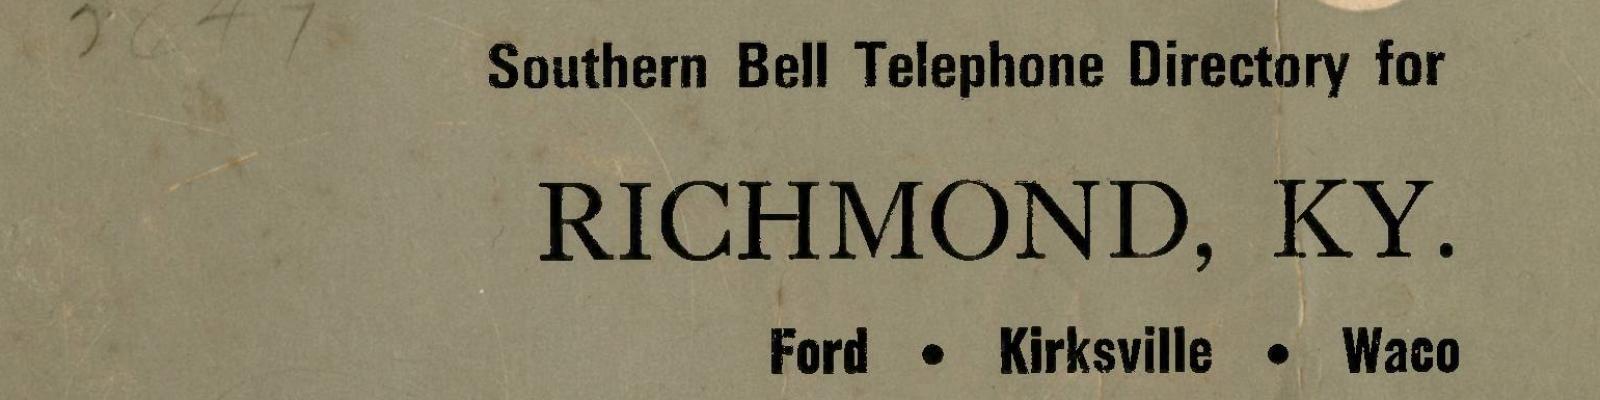 Southern Bell Telephone Directory for
RICHMOND, KY.
Ford • Kirksville • Waco